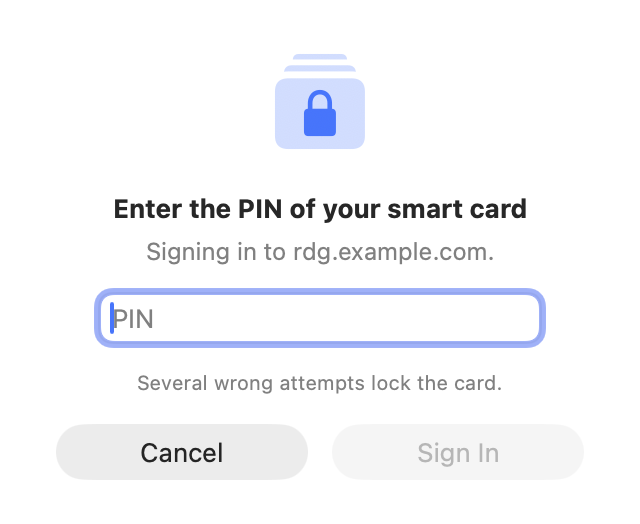 Enter the PIN of your smart card
Signing in to rdg.example.com.
PIN
Several wrong attempts lock the card.
Cancel
Sign In